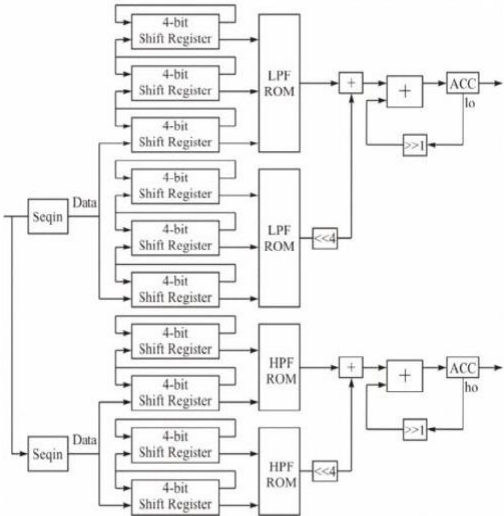 4-bit
Shift Register
4-bit
Shift Register
4-bit
Shift Register
LPF
ROM
+
+
ACC
lo
>>1
4-bit
Shift Register
4-bit
Shift Register
4-bit
Shift Register
LPF
ROM
<<4
Seqin
Data
4-bit
Shift Register
4-bit
Shift Register
HPF
ROM
+
+
ACC
ho
>>1
4-bit
Shift Register
4-bit
Shift Register
HPF
ROM
<<4
Seqin
Data